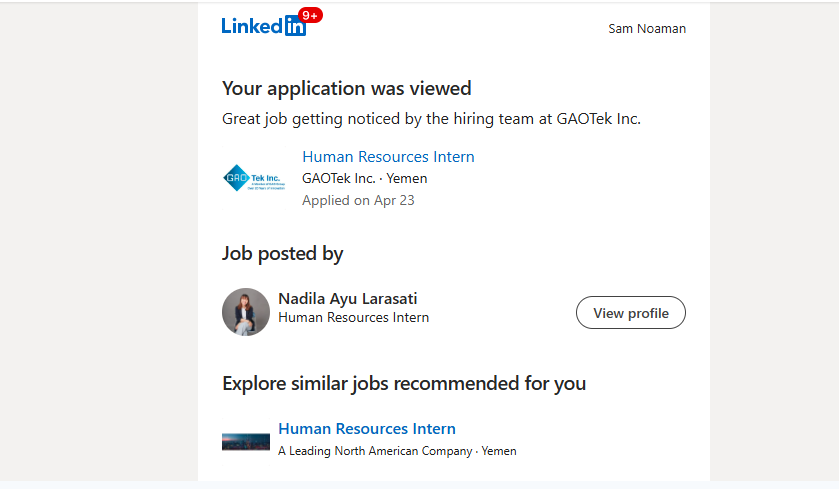 LinkedIn 9+
Sam Noaman
Your application was viewed
Great job getting noticed by the hiring team at GAOTek Inc.
Human Resources Intern
GAO Tek Inc.
GAOTek Inc. · Yemen
Applied on Apr 23
Job posted by
Nadila Ayu Larasati
Human Resources Intern
View profile
Explore similar jobs recommended for you
Human Resources Intern
A Leading North American Company · Yemen